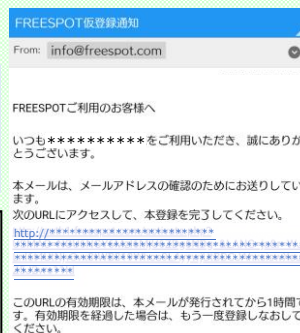 FREESPOT仮登録通知
From: info@freespot.com
FREESPOTご利用のお客様へ
いつも**********をご利用いただき、誠にありが
とうございます。
本メールは、メールアドレスの確認のためにお送りしてい
ます。
次のURLにアクセスして、本登録を完了してください。
http://*************************
******************************************
******************************************
*********
このURLの有効期限は、本メールが発行されてから1時間で
す。有効期限を経過した場合は、もう一度登録しなおして
ください。